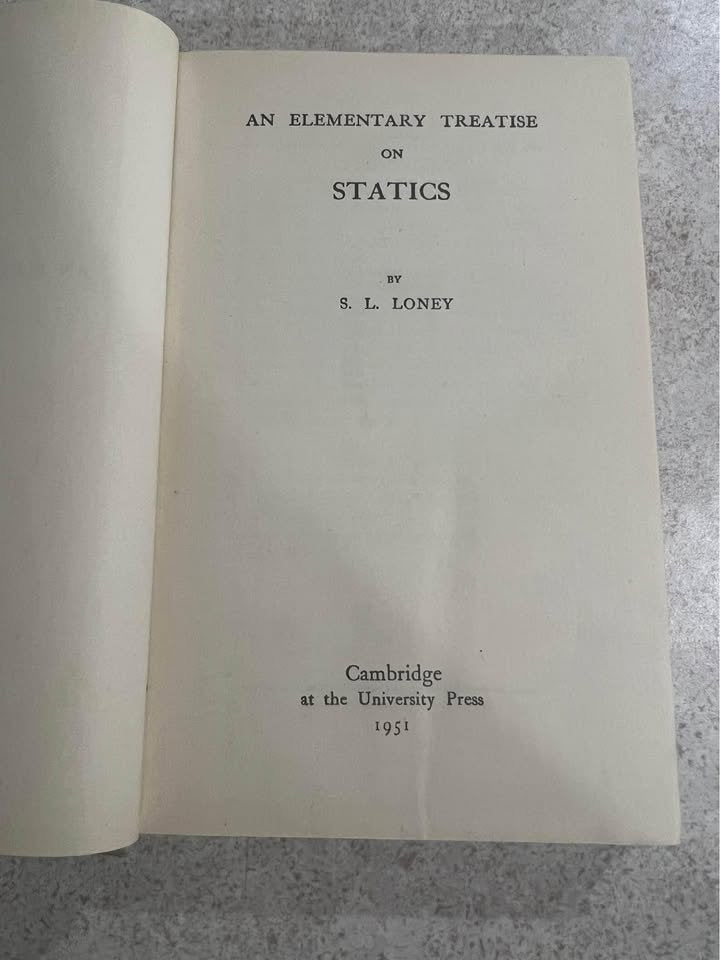 AN ELEMENTARY TREATISE
ON
STATICS
BY
S. L. LONEY
Cambridge
at the University Press
1951